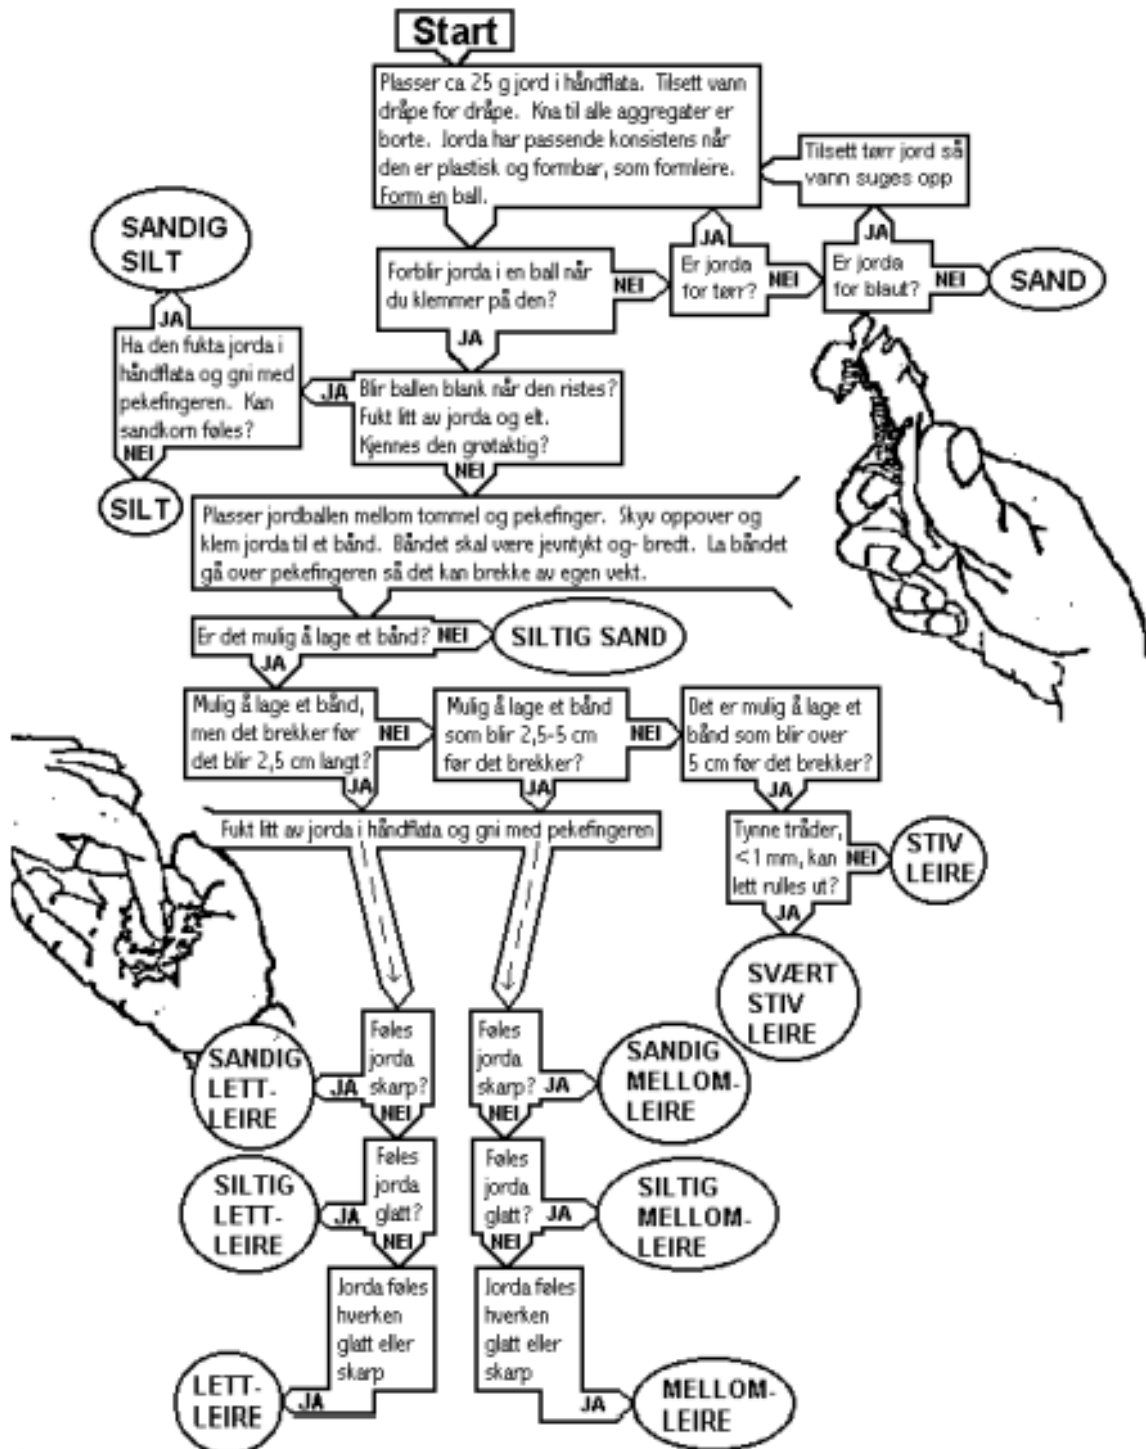 Start
Plasser ca 25 g jord i håndflata. Tilsett vann
dråpe for dråpe. Kna til alle aggregater er
borte. Jorda har passende konsistens når
den er plastisk og formbar, som formleire.
Form en ball.
Tilsett tørr jord så
vann suges opp
JA
JA
SANDIG
SILT
Forblir jorda i en ball når
du klemmer på den?
NEI
Er jorda
for tørr?
NEI
Er jorda
for blaut?
NEI
SAND
JA
JA
Ha den fukta jorda i
håndflata og gni med
pekefingeren. Kan
sandkorn føles?
NEI
SILT
JA
Blir ballen blank når den ristes?
Fukt litt av jorda og elt.
Kjennes den grøtaktig?
NEI
Plasser jordballen mellom tommel og pekefinger. Skyv oppover og
klem jorda til et bånd. Båndet skal være jevntykt og- bredt. La båndet
gå over pekefingeren så det kan brekke av egen vekt.
Er det mulig å lage et bånd?
NEI
SILTIG SAND
JA
Mulig å lage et bånd,
men det brekker før
det blir 2,5 cm langt?
NEI
Mulig å lage et bånd
som blir 2,5-5 cm
før det brekker?
NEI
Det er mulig å lage et
bånd som blir over
5 cm før det brekker?
JA
JA
JA
Fukt litt av jorda i håndflata og gni med pekefingeren
Tynne tråder,
<1 mm, kan
lett rulles ut?
NEI
STIV
LEIRE
JA
SVÆRT
STIV
LEIRE
Føles
jorda
skarp?
JA
SANDIG
LETT-
LEIRE
NEI
Føles
jorda
skarp?
JA
SANDIG
MELLOM-
LEIRE
NEI
Føles
jorda
glatt?
JA
SILTIG
LETT-
LEIRE
NEI
Føles
jorda
glatt?
JA
SILTIG
MELLOM-
LEIRE
NEI
Jorda føles
hverken
glatt eller
skarp
JA
LETT-
LEIRE
Jorda føles
hverken
glatt eller
skarp
JA
MELLOM-
LEIRE